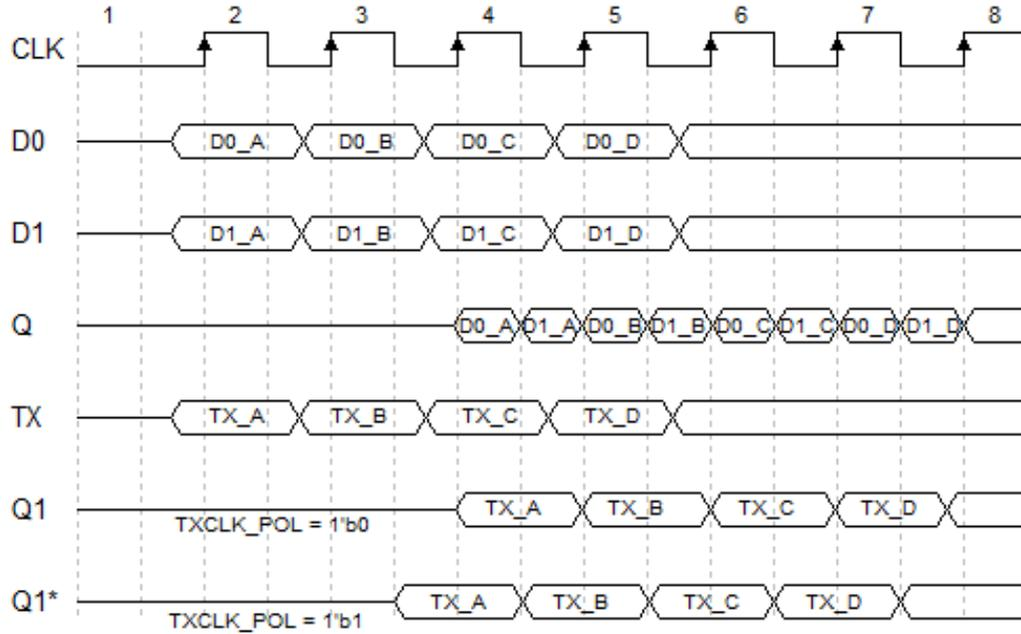 1 2 3 4 5 6 7 8
CLK
D0 D0_A D0_B D0_C D0_D
D1 D1_A D1_B D1_C D1_D
Q D0_A D1_A D0_B D1_B D0_C D1_C D0_D D1_D
TX TX_A TX_B TX_C TX_D
Q1 TX_A TX_B TX_C TX_D
TXCLK_POL = 1'b0
Q1* TX_A TX_B TX_C TX_D
TXCLK_POL = 1'b1